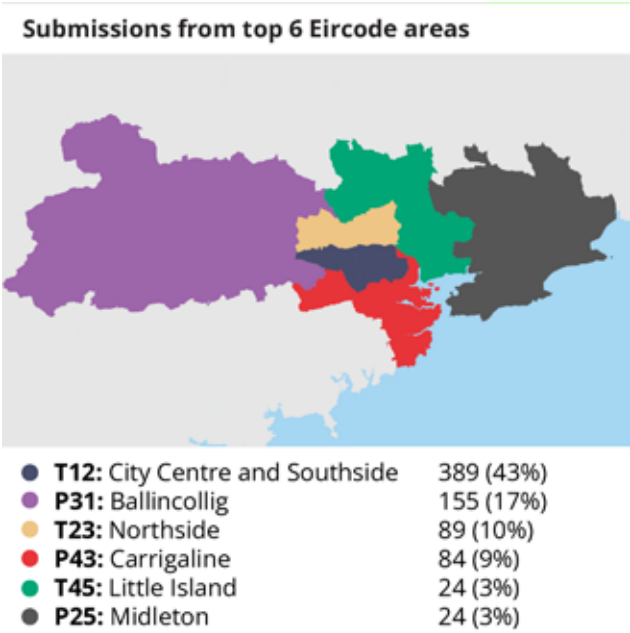 Submissions from top 6 Eircode areas
T12: City Centre and Southside 389 (43%)
P31: Ballincollig 155 (17%)
T23: Northside 89 (10%)
P43: Carrigaline 84 (9%)
T45: Little Island 24 (3%)
P25: Midleton 24 (3%)